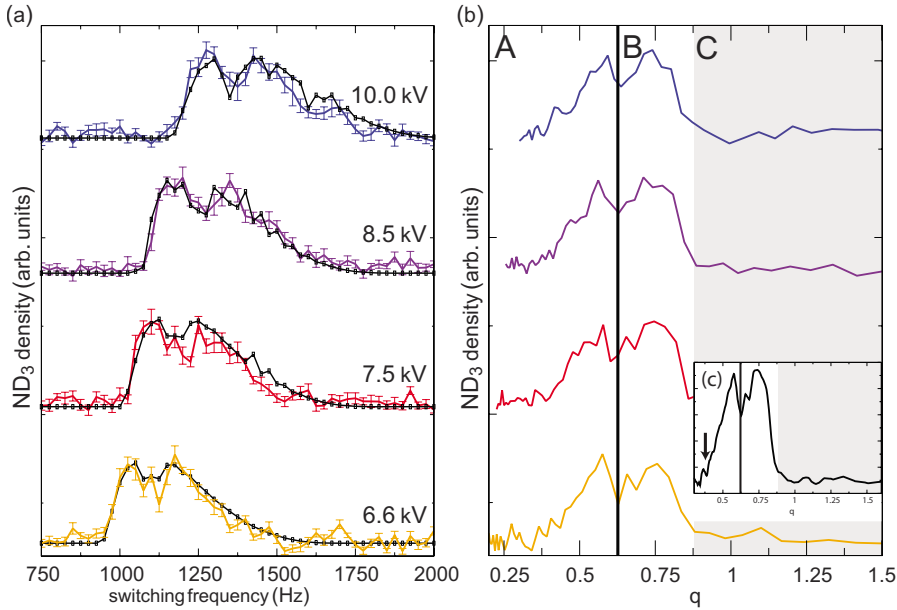 (a)
ND3 density (arb. units)
10.0 kV
8.5 kV
7.5 kV
6.6 kV
750 1000 1250 1500 1750 2000
switching frequency (Hz)
(b)
ND3 density (arb. units)
A B C
0.25 0.5 0.75 1 1.25 1.5
q
(c)
0.5 0.75 1 1.25 1.5
q